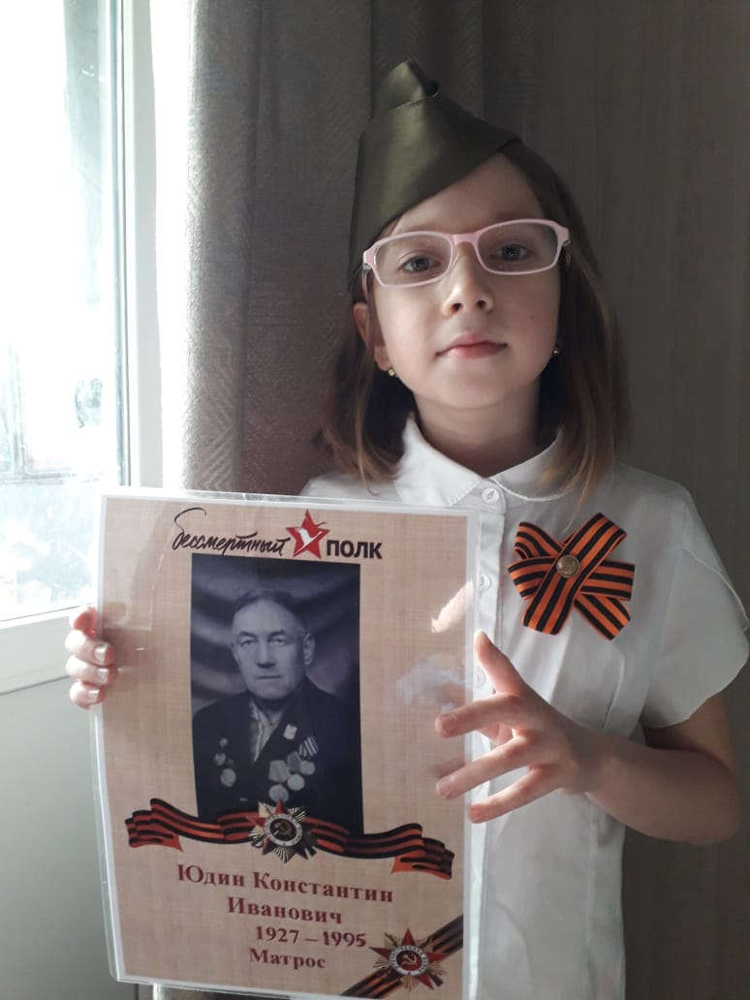 бессмертный ПОЛК
Юдин Константин
Иванович
1927 – 1995
Матрос